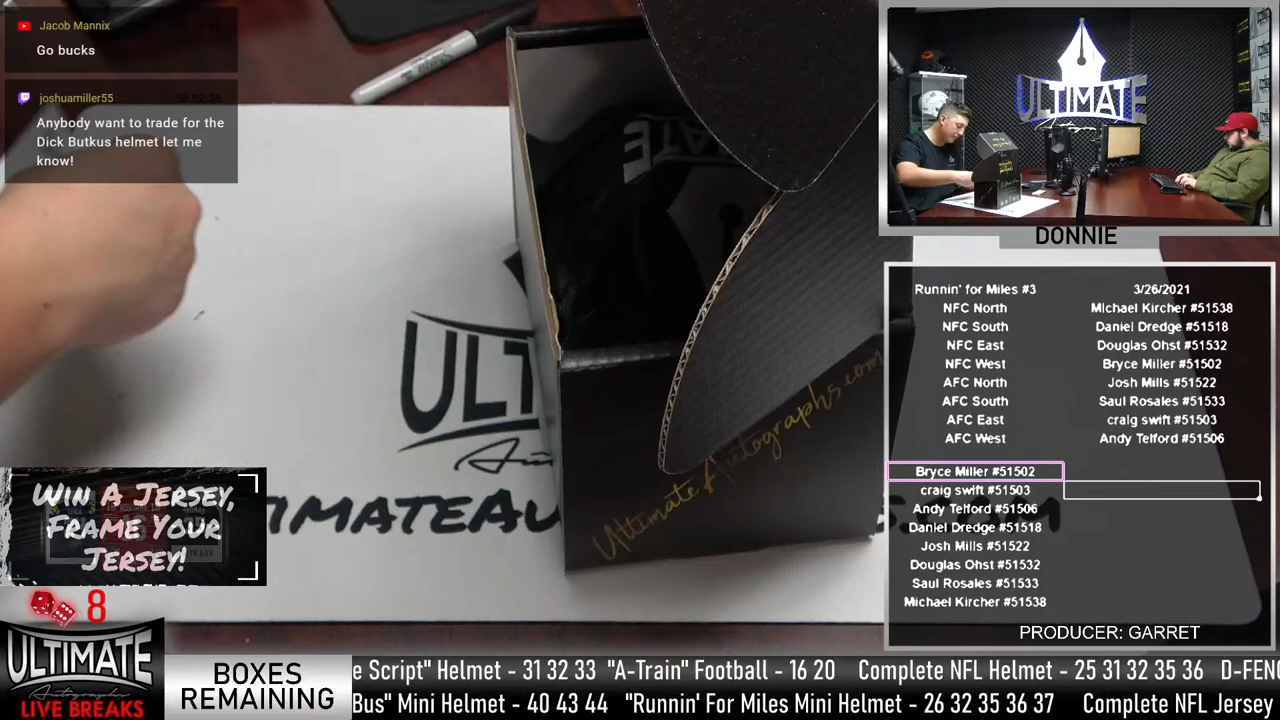 Jacob Mannix
Go bucks
joshuamiller55
Anybody want to trade for the
Dick Butkus helmet let me
know!
ULTIMATE
DONNIE
Runnin' for Miles #3 3/26/2021
NFC North Michael Kircher #51538
NFC South Daniel Dredge #51518
NFC East Douglas Ohst #51532
NFC West Bryce Miller #51502
AFC North Josh Mills #51522
AFC South Saul Rosales #51533
AFC East craig swift #51503
AFC West Andy Telford #51506
Bryce Miller #51502
craig swift #51503
Andy Telford #51506
Daniel Dredge #51518
Josh Mills #51522
Douglas Ohst #51532
Saul Rosales #51533
Michael Kircher #51538
PRODUCER: GARRET
ULT
UltimateAutographs.com
TIMATEAU
WIN A JERSEY,
FRAME YOUR
JERSEY!
8
ULTIMATE
Autographs
LIVE BREAKS
BOXES
REMAINING
e Script" Helmet - 31 32 33 "A-Train" Football - 16 20 Complete NFL Helmet - 25 31 32 35 36 D-FENC
Bus" Mini Helmet - 40 43 44 "Runnin' For Miles Mini Helmet - 26 32 35 36 37 Complete NFL Jersey